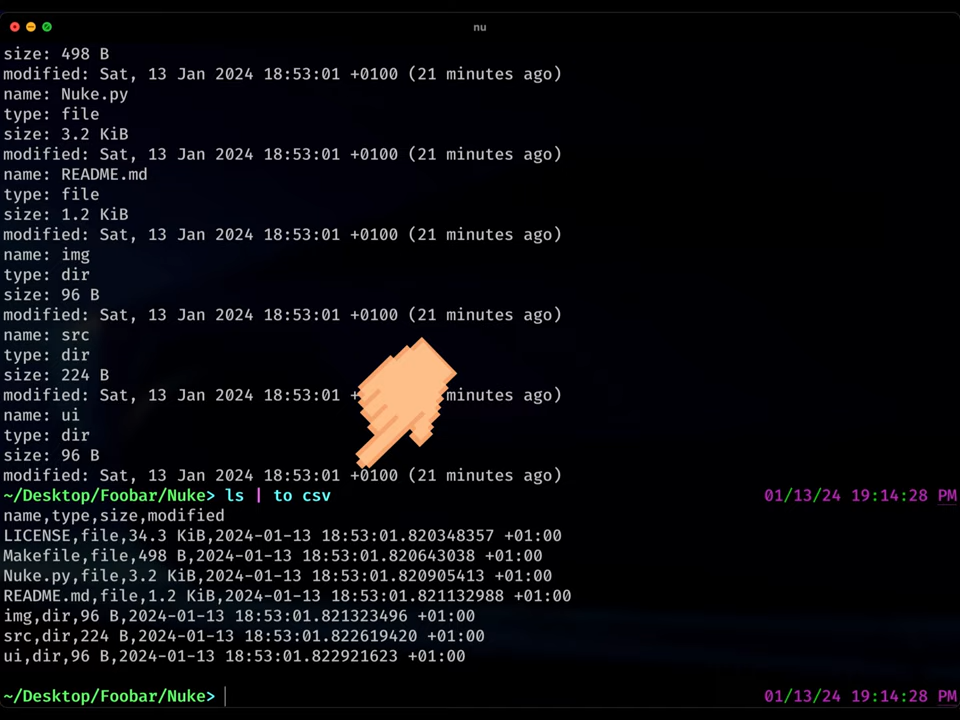 nu
size: 498 B
modified: Sat, 13 Jan 2024 18:53:01 +0100 (21 minutes ago)
name: Nuke.py
type: file
size: 3.2 KiB
modified: Sat, 13 Jan 2024 18:53:01 +0100 (21 minutes ago)
name: README.md
type: file
size: 1.2 KiB
modified: Sat, 13 Jan 2024 18:53:01 +0100 (21 minutes ago)
name: img
type: dir
size: 96 B
modified: Sat, 13 Jan 2024 18:53:01 +0100 (21 minutes ago)
name: src
type: dir
size: 224 B
modified: Sat, 13 Jan 2024 18:53:01 + minutes ago)
name: ui
type: dir
size: 96 B
modified: Sat, 13 Jan 2024 18:53:01 +0100 (21 minutes ago)
~/Desktop/Foobar/Nuke> ls | to csv 01/13/24 19:14:28 PM
name,type,size,modified
LICENSE,file,34.3 KiB,2024-01-13 18:53:01.820348357 +01:00
Makefile,file,498 B,2024-01-13 18:53:01.820643038 +01:00
Nuke.py,file,3.2 KiB,2024-01-13 18:53:01.820905413 +01:00
README.md,file,1.2 KiB,2024-01-13 18:53:01.821132988 +01:00
img,dir,96 B,2024-01-13 18:53:01.821323496 +01:00
src,dir,224 B,2024-01-13 18:53:01.822619420 +01:00
ui,dir,96 B,2024-01-13 18:53:01.822921623 +01:00
~/Desktop/Foobar/Nuke> 01/13/24 19:14:28 PM